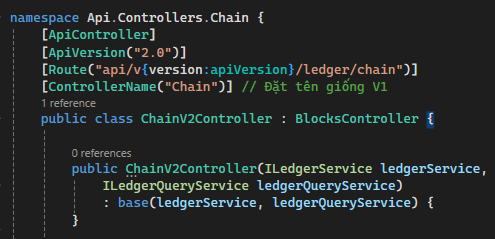 namespace Api.Controllers.Chain {
[ApiController]
[ApiVersion("2.0")]
[Route("api/v{version:apiVersion}/ledger/chain")]
[ControllerName("Chain")] // Đặt tên giống V1
1 reference
public class ChainV2Controller : BlocksController {
0 references
public ChainV2Controller(ILedgerService ledgerService,
ILedgerQueryService ledgerQueryService)
: base(ledgerService, ledgerQueryService) {
}